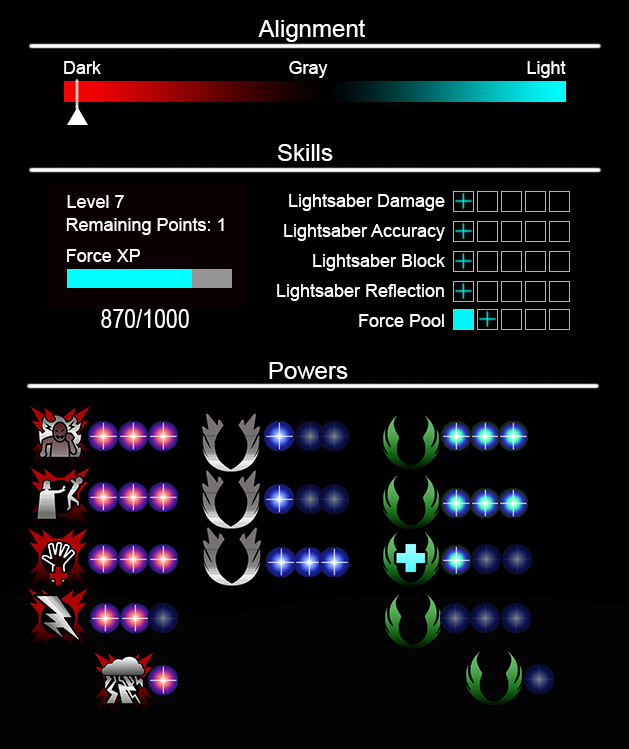 Alignment
Dark Gray Light
Skills
Level 7
Remaining Points: 1
Force XP
870/1000
Lightsaber Damage
Lightsaber Accuracy
Lightsaber Block
Lightsaber Reflection
Force Pool
Powers